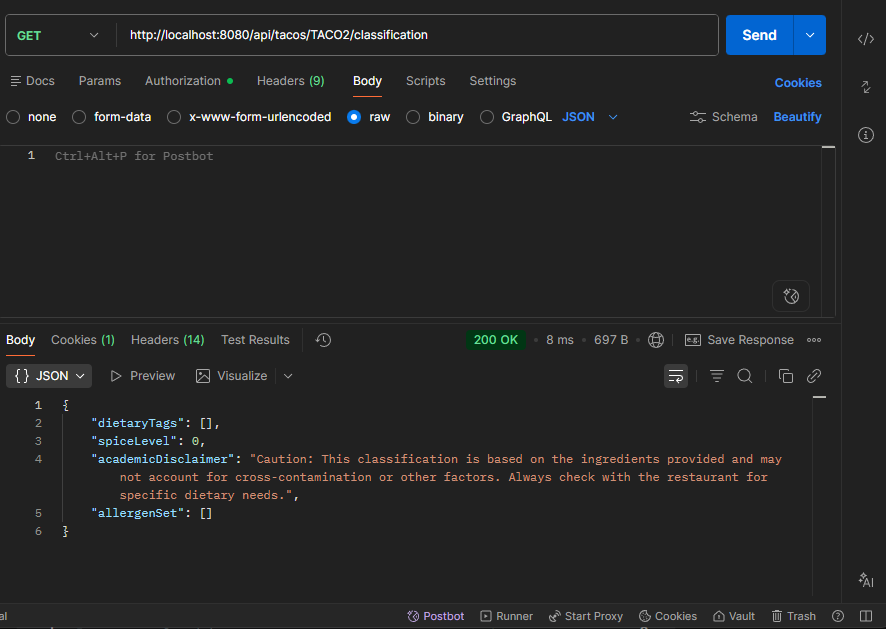 GET http://localhost:8080/api/tacos/TACO2/classification Send
Docs Params Authorization Headers (9) Body Scripts Settings Cookies
none form-data x-www-form-urlencoded raw binary GraphQL JSON Schema Beautify
1 Ctrl+Alt+P for Postbot
Body Cookies (1) Headers (14) Test Results 200 OK • 8 ms • 697 B • e.g. Save Response
{} JSON Preview Visualize
1 {
2 "dietaryTags": [],
3 "spiceLevel": 0,
4 "academicDisclaimer": "Caution: This classification is based on the ingredients provided and may
not account for cross-contamination or other factors. Always check with the restaurant for
specific dietary needs.",
5 "allergenSet": []
6 }
AI
al Postbot Runner Start Proxy Cookies Vault Trash